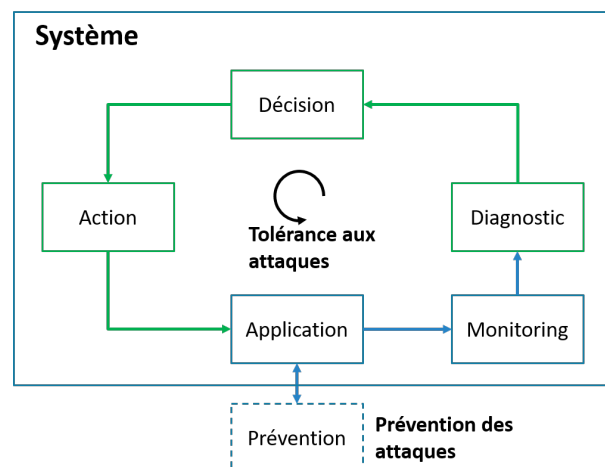 Système
Décision
Action
Diagnostic
Tolérance aux
attaques
Application
Monitoring
Prévention
Prévention des
attaques